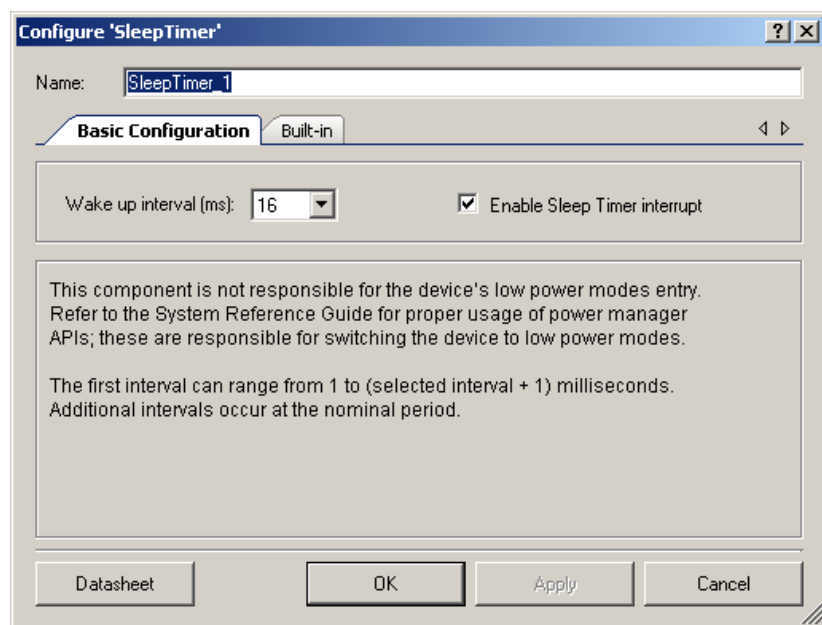 Configure 'SleepTimer'
Name: SleepTimer_1
Basic Configuration Built-in
Wake up interval (ms): 16 Enable Sleep Timer interrupt
This component is not responsible for the device's low power modes entry.
Refer to the System Reference Guide for proper usage of power manager
APIs; these are responsible for switching the device to low power modes.
The first interval can range from 1 to (selected interval + 1) milliseconds.
Additional intervals occur at the nominal period.
Datasheet OK Apply Cancel